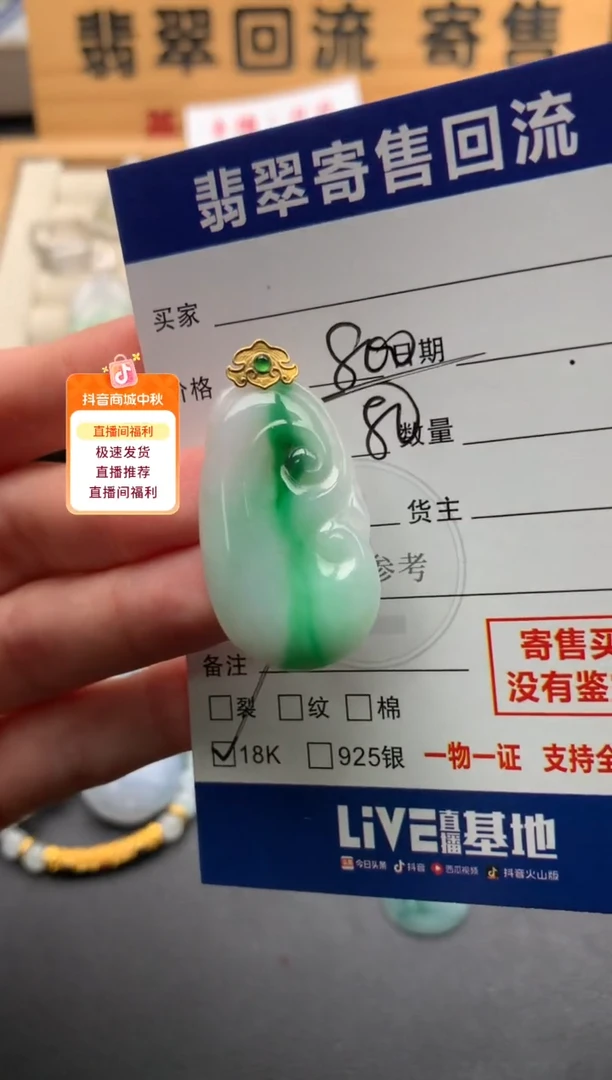 翡翠回流 寄售
翡翠寄售回流
买家
价格
800
日期
80
数量
货主
参考
备注
裂
纹
棉
18K
925银
寄售买
没有鉴
一物一证 支持全
LiVE直播基地
今日头条 抖音 西瓜视频 抖音火山版
抖音商城中秋
直播间福利
极速发货
直播推荐
直播间福利